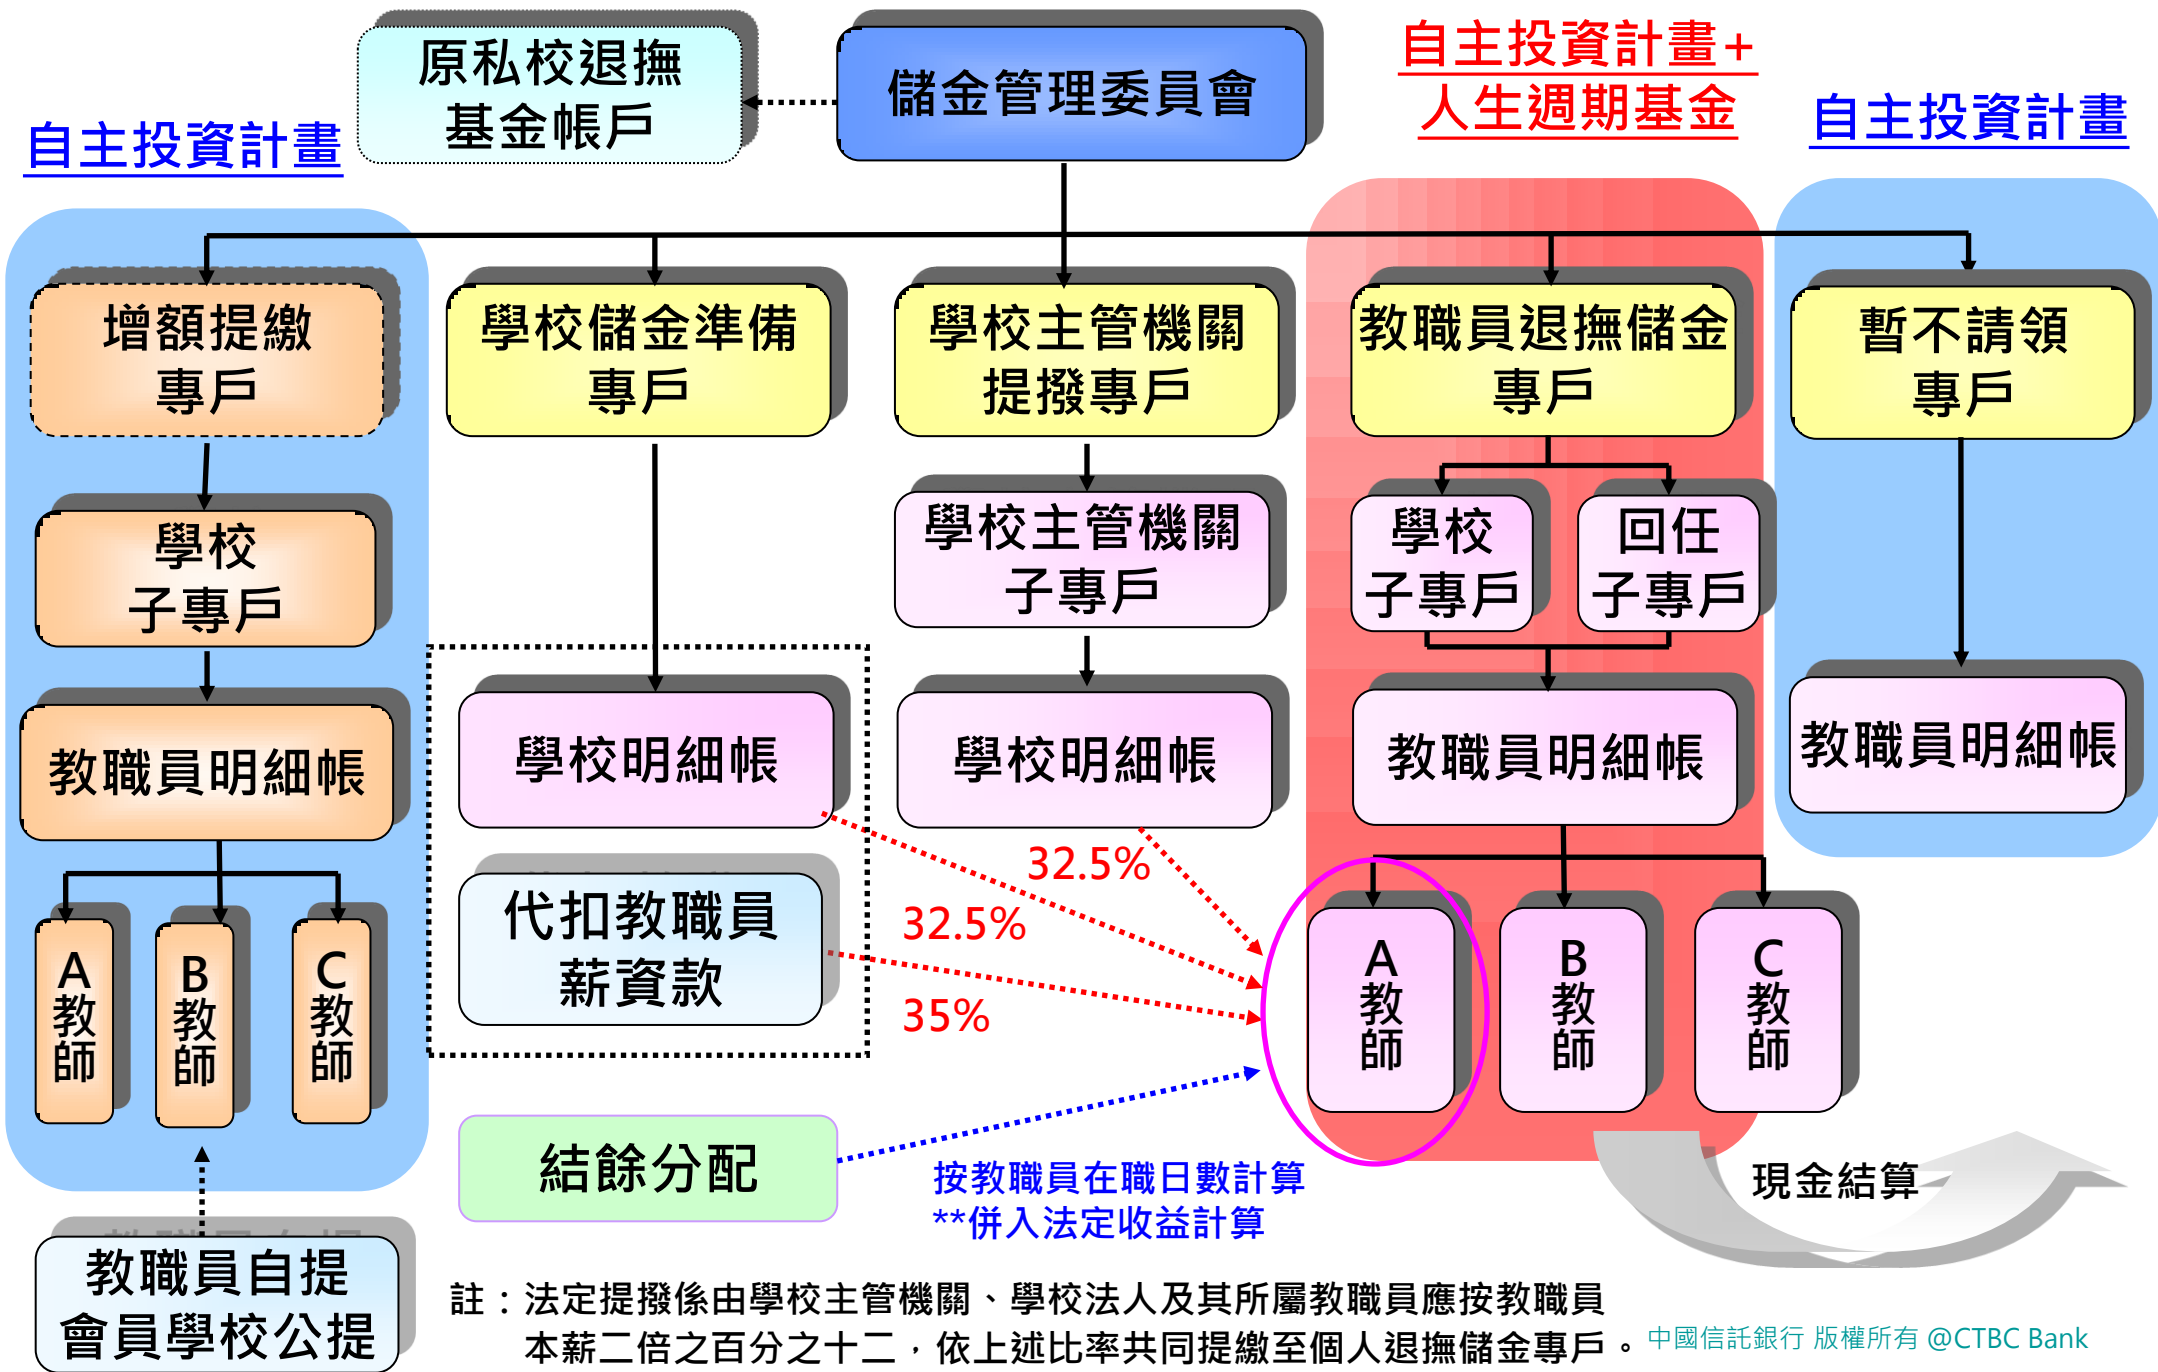 原私校退撫
基金帳戶
儲金管理委員會
自主投資計畫+
人生週期基金
自主投資計畫
自主投資計畫
增額提繳
專戶
學校儲金準備
專戶
學校主管機關
提撥專戶
教職員退撫儲金
專戶
暫不請領
專戶
學校
子專戶
學校主管機關
子專戶
學校
子專戶
回任
子專戶
教職員明細帳
學校明細帳
學校明細帳
教職員明細帳
教職員明細帳
32.5%
32.5%
35%
代扣教職員
薪資款
A教師
B教師
C教師
A教師
B教師
C教師
結餘分配
按教職員在職日數計算
**併入法定收益計算
現金結算
教職員自提
會員學校公提
註：法定提撥係由學校主管機關、學校法人及其所屬教職員應按教職員
本薪二倍之百分之十二，依上述比率共同提繳至個人退撫儲金專戶。
中國信託銀行 版權所有 @CTBC Bank